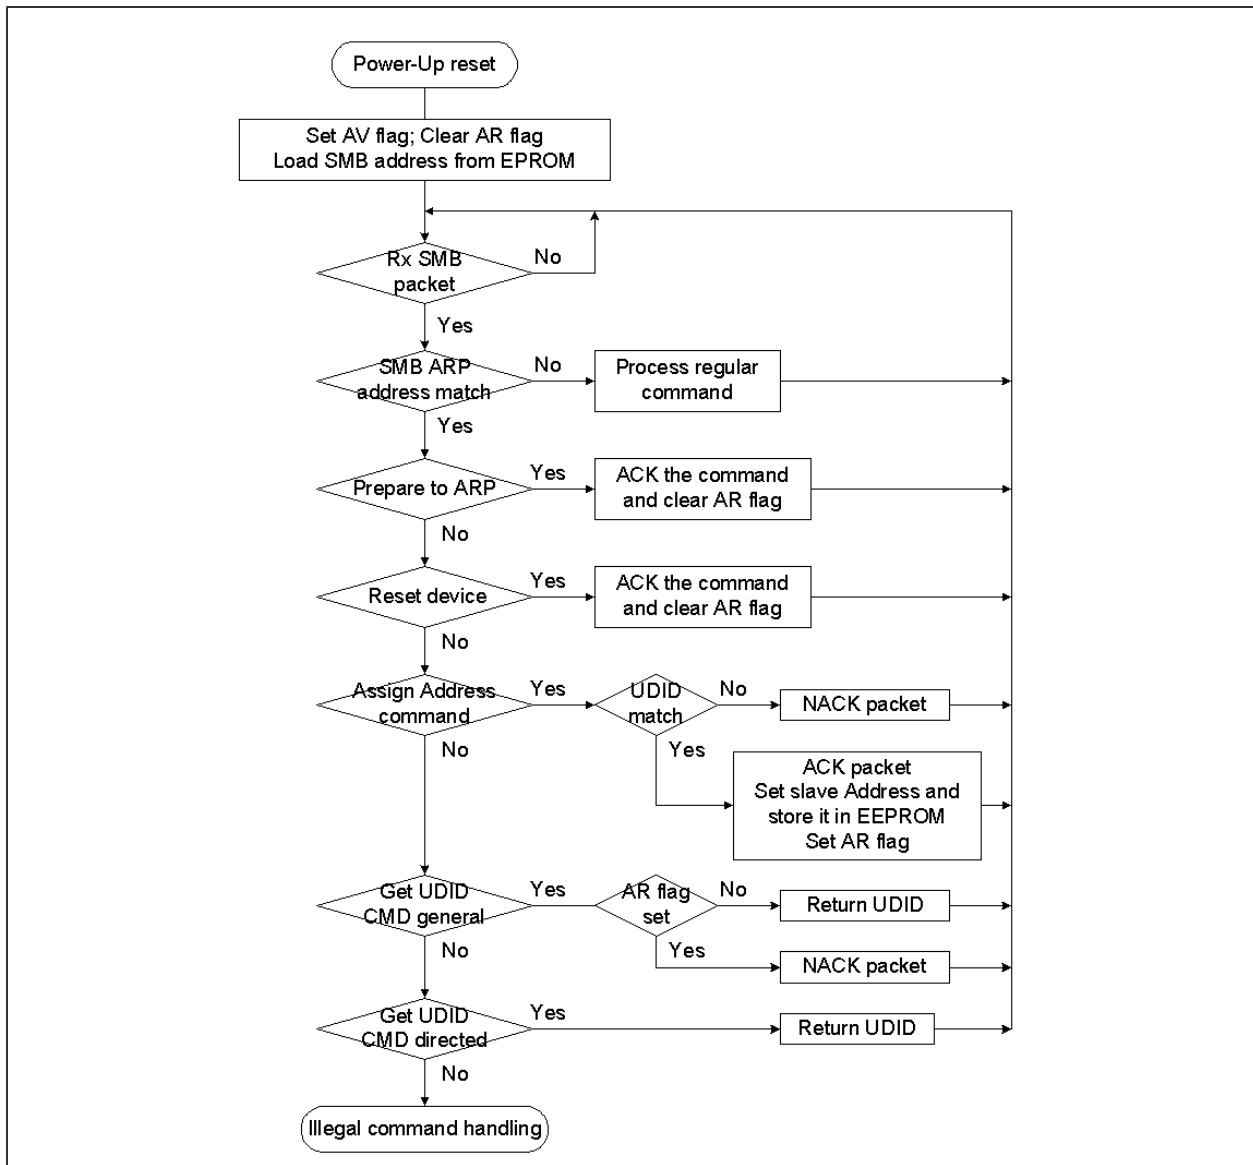 Power-Up reset
Set AV flag; Clear AR flag
Load SMB address from EPROM
Rx SMB
packet
No
Yes
SMB ARP
address match
No
Process regular
command
Yes
Prepare to ARP
Yes
ACK the command
and clear AR flag
No
Reset device
Yes
ACK the command
and clear AR flag
No
Assign Address
command
Yes
UDID
match
No
NACK packet
No
Yes
ACK packet
Set slave Address and
store it in EEPROM
Set AR flag
Get UDID
CMD general
Yes
AR flag
set
No
Return UDID
No
Yes
NACK packet
Get UDID
CMD directed
Yes
Return UDID
No
Illegal command handling